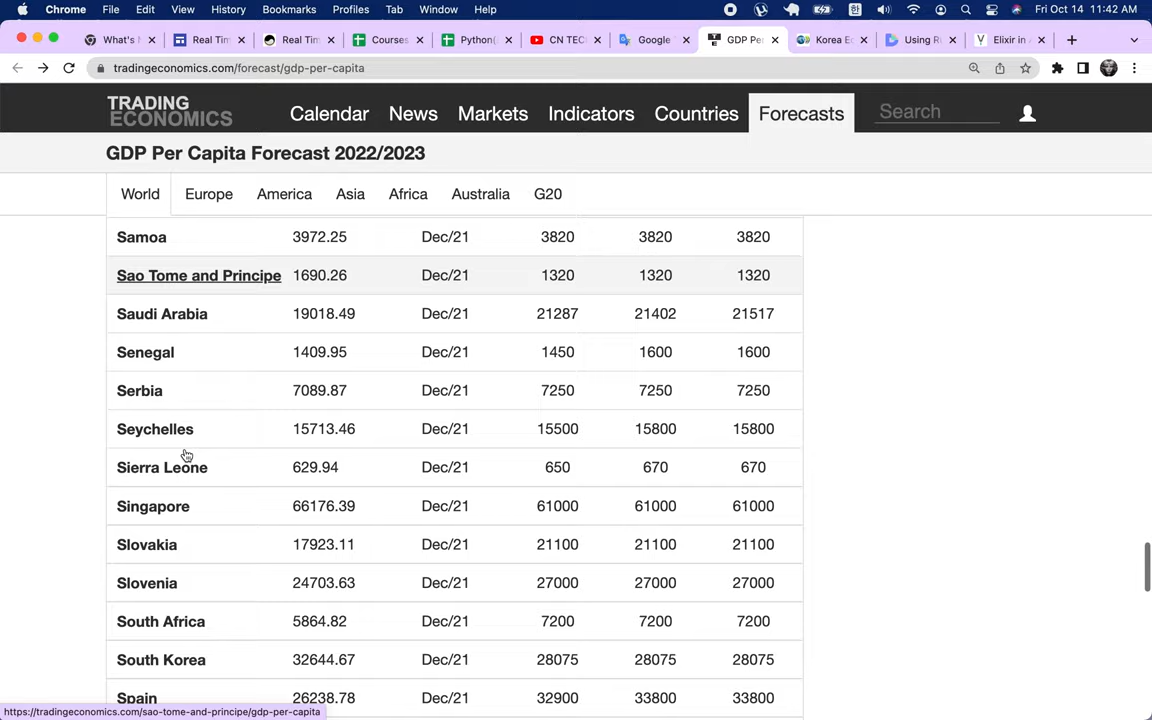 Chrome File Edit View History Bookmarks Profiles Tab Window Help 한 Fri Oct 14 11:42 AM
What's N Real Tim Real Tim Courses Python( CN TEC Google GDP Per Korea Ec Using Ri Elixir in
tradingeconomics.com/forecast/gdp-per-capita
TRADING
ECONOMICS
Calendar News Markets Indicators Countries Forecasts Search
GDP Per Capita Forecast 2022/2023
World Europe America Asia Africa Australia G20
Samoa 3972.25 Dec/21 3820 3820 3820
Sao Tome and Principe 1690.26 Dec/21 1320 1320 1320
Saudi Arabia 19018.49 Dec/21 21287 21402 21517
Senegal 1409.95 Dec/21 1450 1600 1600
Serbia 7089.87 Dec/21 7250 7250 7250
Seychelles 15713.46 Dec/21 15500 15800 15800
Sierra Leone 629.94 Dec/21 650 670 670
Singapore 66176.39 Dec/21 61000 61000 61000
Slovakia 17923.11 Dec/21 21100 21100 21100
Slovenia 24703.63 Dec/21 27000 27000 27000
South Africa 5864.82 Dec/21 7200 7200 7200
South Korea 32644.67 Dec/21 28075 28075 28075
Spain 26238.78 Dec/21 32900 33800 33800
https://tradingeconomics.com/sao-tome-and-principe/gdp-per-capita